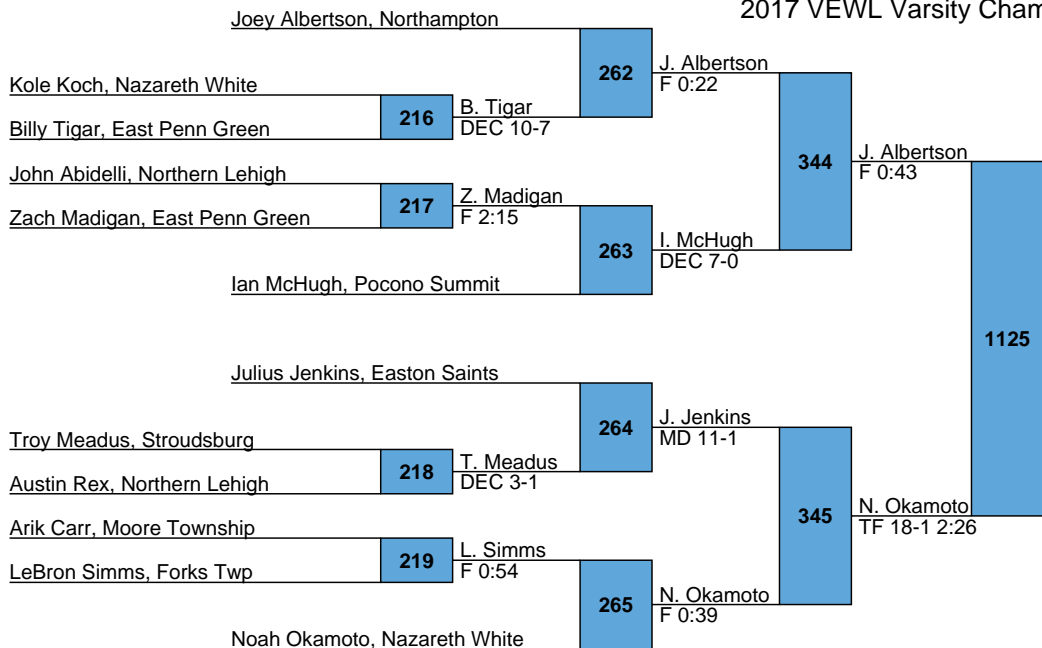 2017 VEWL Varsity Cham
Joey Albertson, Northampton
262
J. Albertson
F 0:22
Kole Koch, Nazareth White
216
B. Tigar
DEC 10-7
Billy Tigar, East Penn Green
344
J. Albertson
F 0:43
John Abidelli, Northern Lehigh
217
Z. Madigan
F 2:15
Zach Madigan, East Penn Green
263
I. McHugh
DEC 7-0
Ian McHugh, Pocono Summit
1125
Julius Jenkins, Easton Saints
264
J. Jenkins
MD 11-1
Troy Meadus, Stroudsburg
218
T. Meadus
DEC 3-1
Austin Rex, Northern Lehigh
345
N. Okamoto
TF 18-1 2:26
Arik Carr, Moore Township
219
L. Simms
F 0:54
LeBron Simms, Forks Twp
265
N. Okamoto
F 0:39
Noah Okamoto, Nazareth White